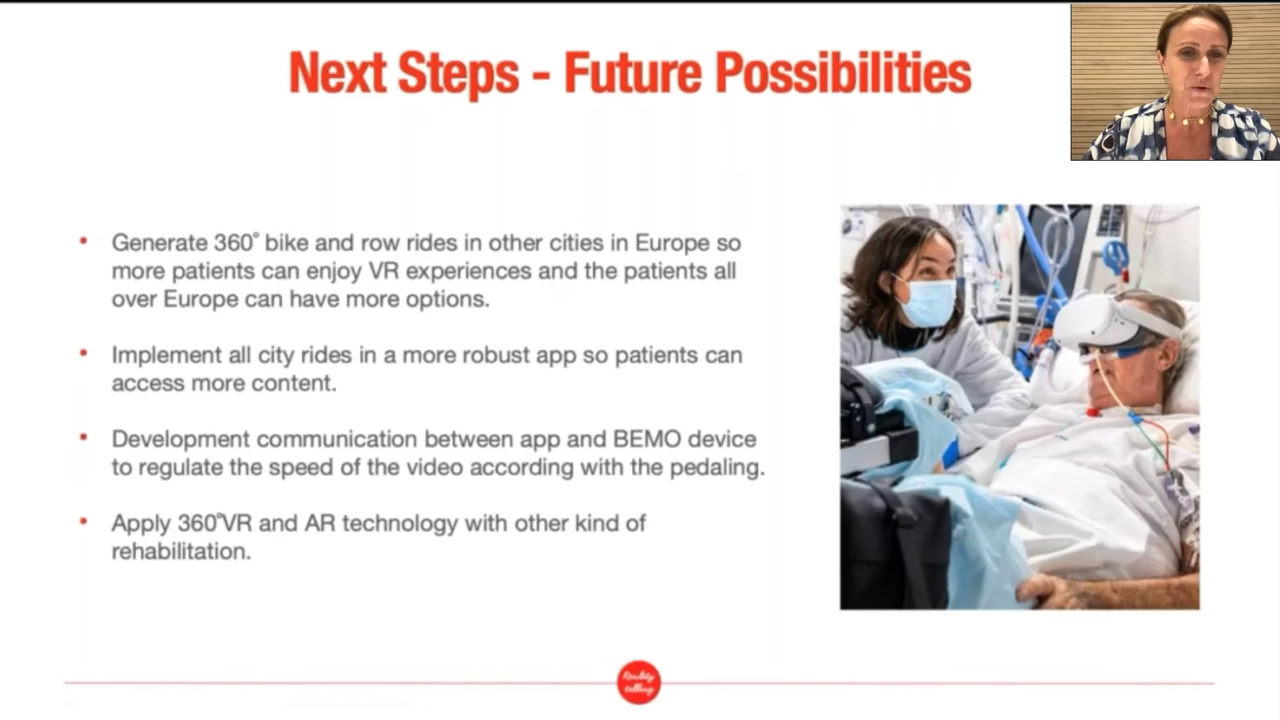 Next Steps - Future Possibilities
• Generate 360° bike and row rides in other cities in Europe so
more patients can enjoy VR experiences and the patients all
over Europe can have more options.
• Implement all city rides in a more robust app so patients can
access more content.
• Development communication between app and BEMO device
to regulate the speed of the video according with the pedaling.
• Apply 360°VR and AR technology with other kind of
rehabilitation.
Reality
telling